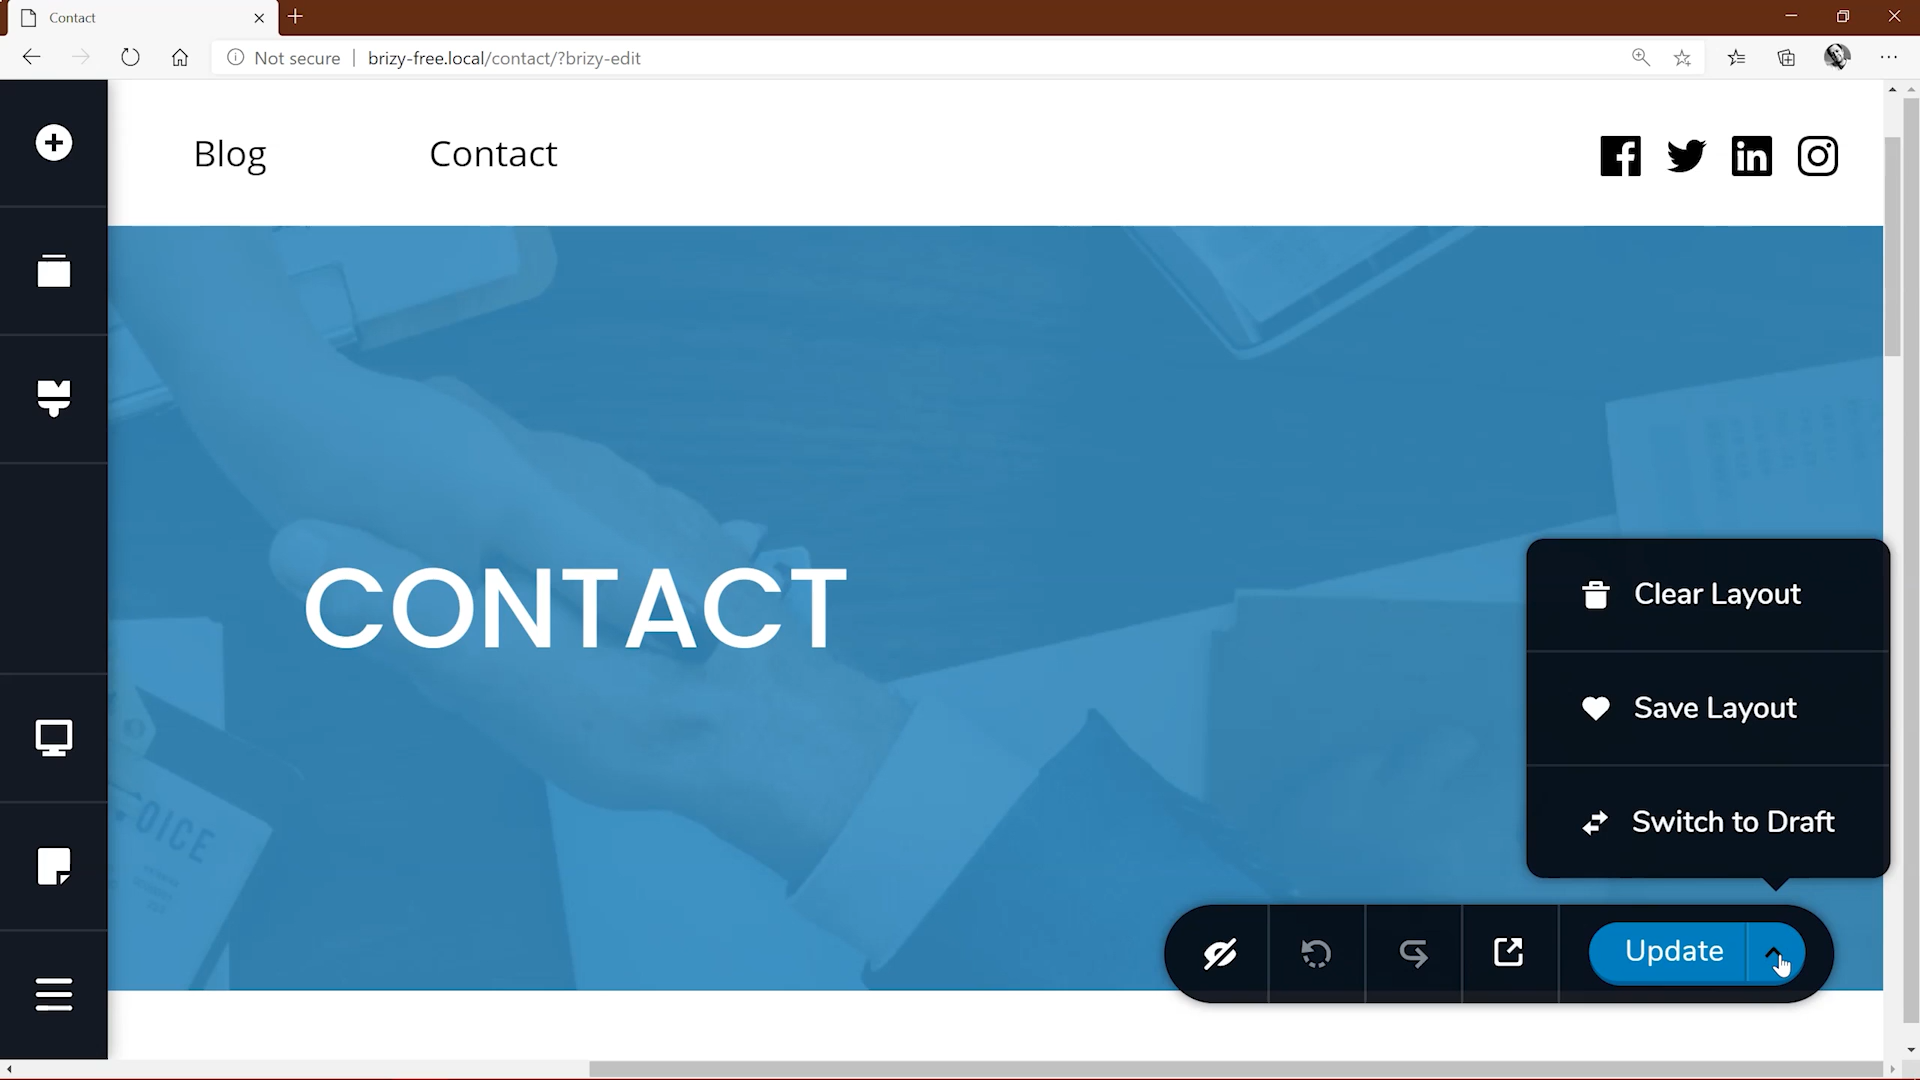 Contact
Not secure
brizy-free.local/contact/?brizy-edit
Blog
Contact
CONTACT
OICE
Clear Layout
Save Layout
Switch to Draft
Update